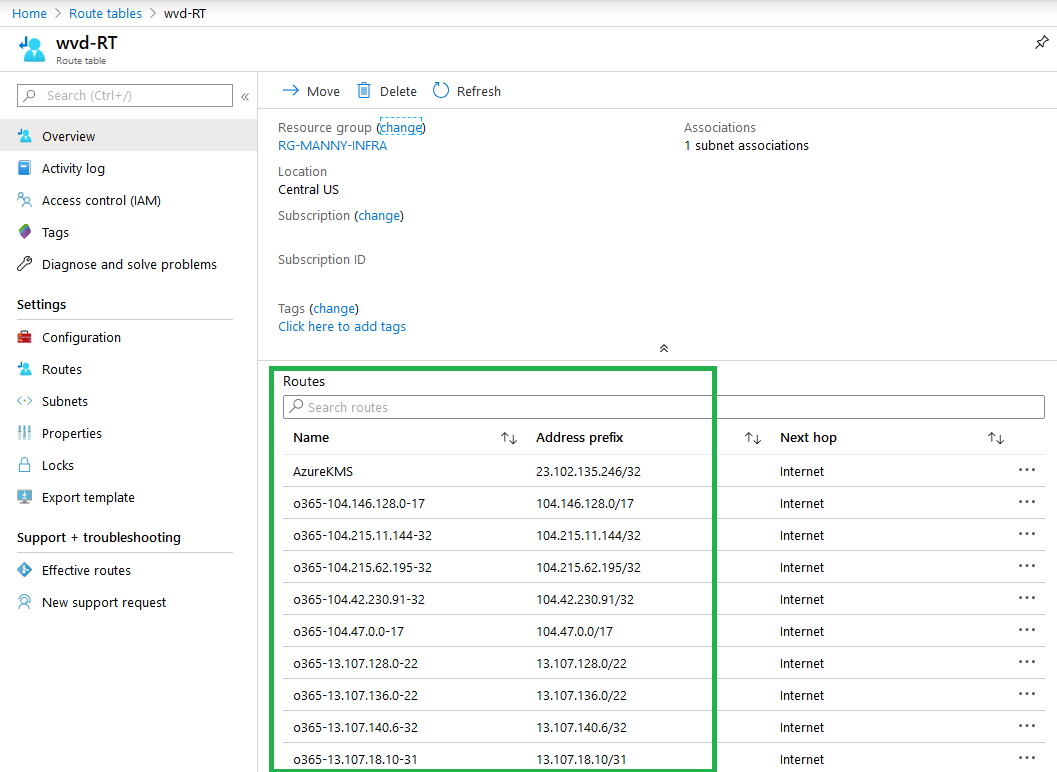 Home > Route tables > wvd-RT
wvd-RT
Route table
Search (Ctrl+/)
«
Overview
Activity log
Access control (IAM)
Tags
Diagnose and solve problems
Settings
Configuration
Routes
Subnets
Properties
Locks
Export template
Support + troubleshooting
Effective routes
New support request
Move Delete Refresh
Resource group (change)
RG-MANNY-INFRA
Location
Central US
Subscription (change)
Subscription ID
Tags (change)
Click here to add tags
Associations
1 subnet associations
Routes
Search routes
Name Address prefix Next hop
AzureKMS 23.102.135.246/32 Internet
o365-104.146.128.0-17 104.146.128.0/17 Internet
o365-104.215.11.144-32 104.215.11.144/32 Internet
o365-104.215.62.195-32 104.215.62.195/32 Internet
o365-104.42.230.91-32 104.42.230.91/32 Internet
o365-104.47.0.0-17 104.47.0.0/17 Internet
o365-13.107.128.0-22 13.107.128.0/22 Internet
o365-13.107.136.0-22 13.107.136.0/22 Internet
o365-13.107.140.6-32 13.107.140.6/32 Internet
o365-13.107.18.10-31 13.107.18.10/31 Internet